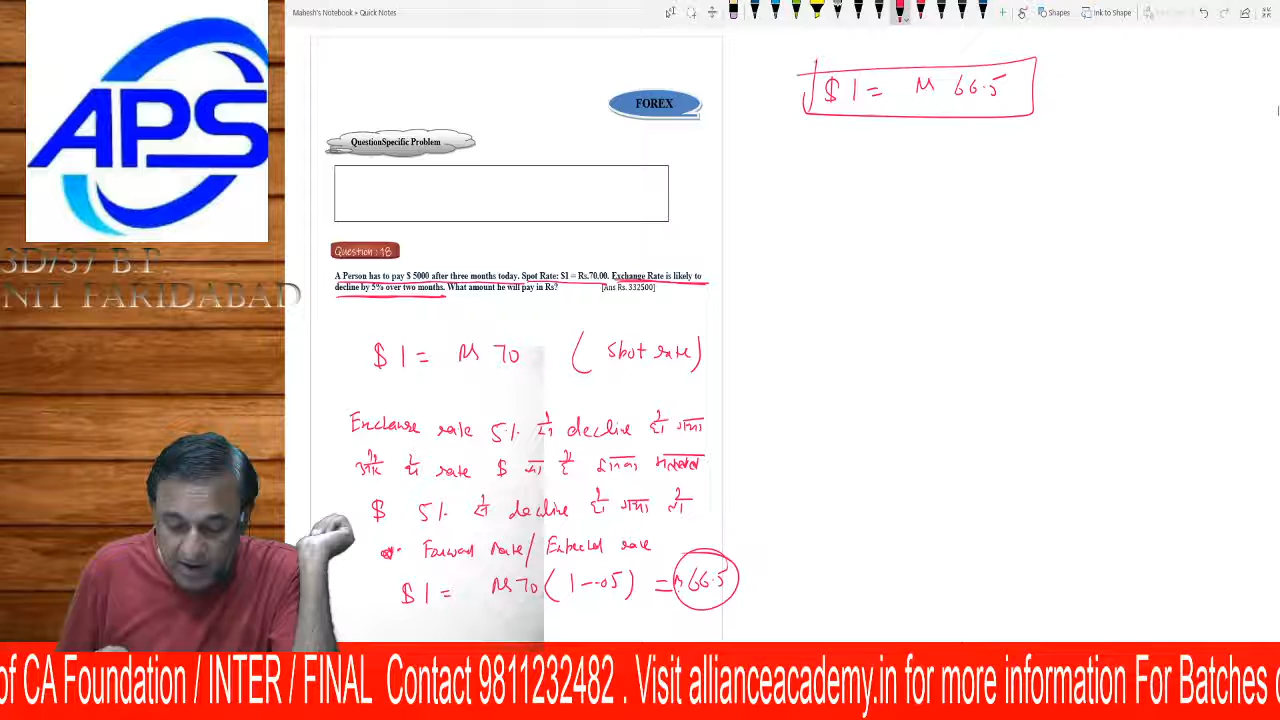 Mahesh's Notebook » Quick Notes
Shapes
Ink to Shape
APS
3D/37 B.P.
NIT FARIDABAD
FOREX
QuestionSpecific Problem
$ 1 = Rs 66.5
Question : 18
A Person has to pay $ 5000 after three months today. Spot Rate: $1 = Rs.70.00. Exchange Rate is likely to
decline by 5% over two months. What amount he will pay in Rs? [Ans Rs. 332500]
$ 1 = Rs 70 ( Spot rate)
Exchange rate 5% से decline हो गया
और ये rate $ का है इसका मतलब
$ 5% से decline हो गया
Forward Rate/ Expected rate
$ 1 = Rs 70 ( 1-.05 ) = Rs 66.5
of CA Foundation / INTER / FINAL Contact 9811232482 . Visit allianceacademy.in for more information For Batches